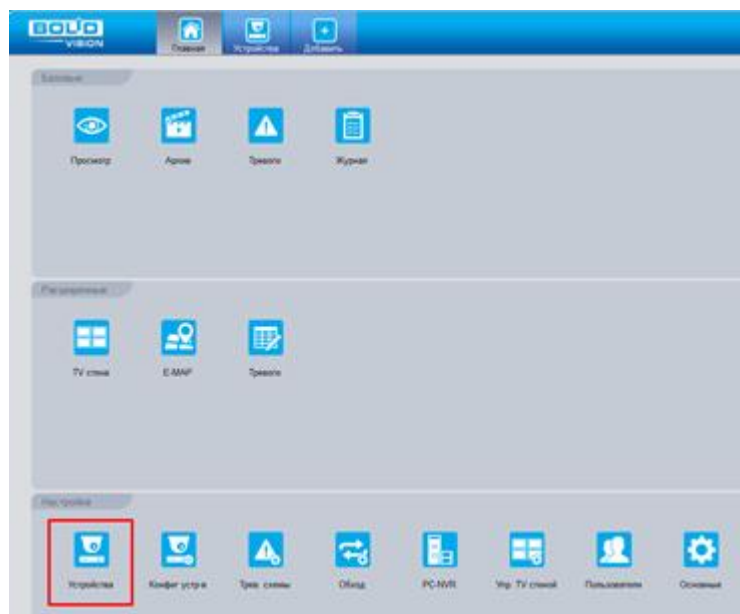 BOLID
VISION
Главная
Устройства
Добавить
Базовые
Просмотр
Архив
Тревоги
Журнал
Расширенные
TV стена
E-MAP
Тревоги
Настройка
Устройства
Конфиг устр-в
Трев. схемы
Обход
PC-NVR
Упр. TV стеной
Пользователи
Основные